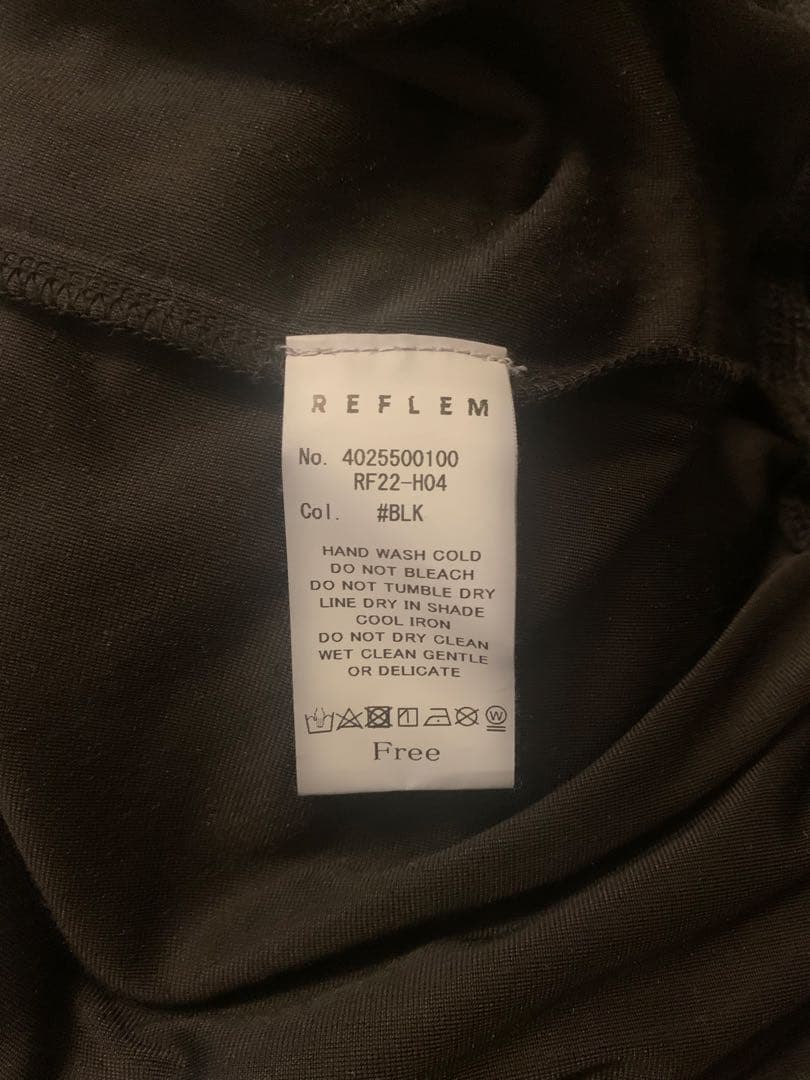 REFLEM
No. 4025500100
RF22-H04
Col. #BLK
HAND WASH COLD
DO NOT BLEACH
DO NOT TUMBLE DRY
LINE DRY IN SHADE
COOL IRON
DO NOT DRY CLEAN
WET CLEAN GENTLE
OR DELICATE
W
Free